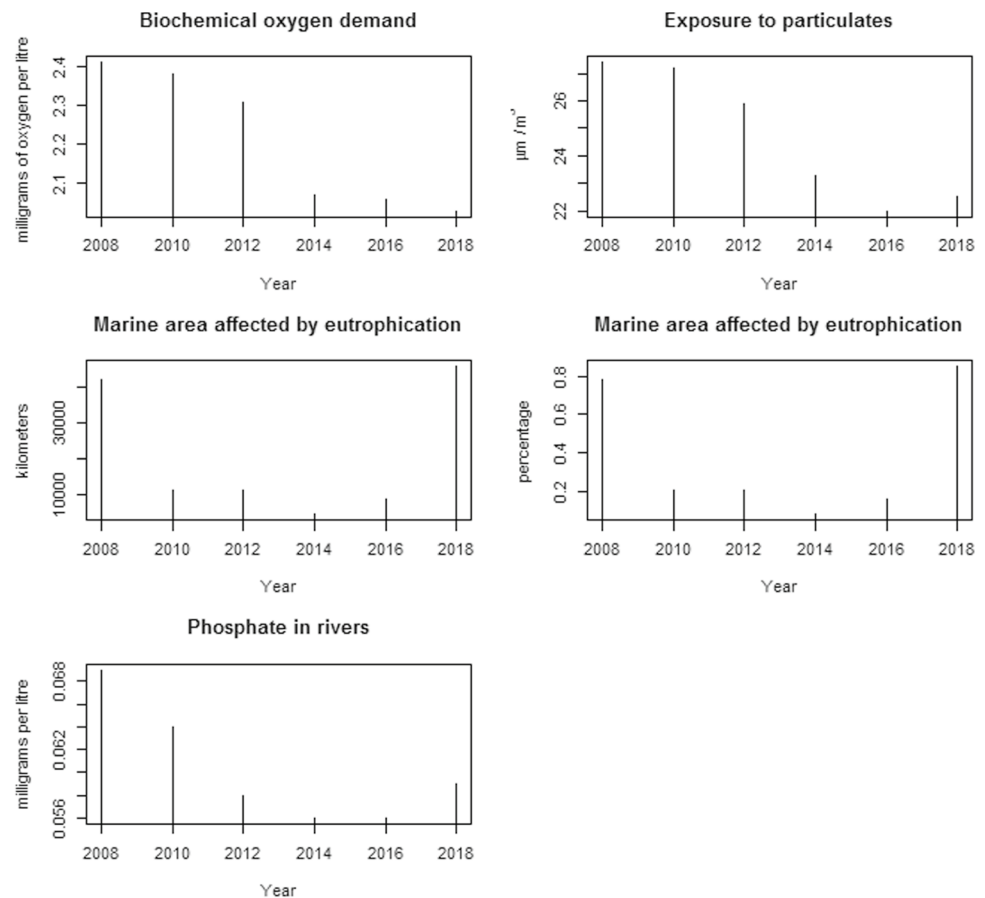 Biochemical oxygen demand
milligrams of oxygen per litre
2.4
2.3
2.2
2.1
2008 2010 2012 2014 2016 2018
Year
Exposure to particulates
µm /m³
26
24
22
2008 2010 2012 2014 2016 2018
Year
Marine area affected by eutrophication
kilometers
30000
10000
2008 2010 2012 2014 2016 2018
Year
Marine area affected by eutrophication
percentage
0.8
0.6
0.4
0.2
2008 2010 2012 2014 2016 2018
Year
Phosphate in rivers
milligrams per litre
0.068
0.062
0.056
2008 2010 2012 2014 2016 2018
Year